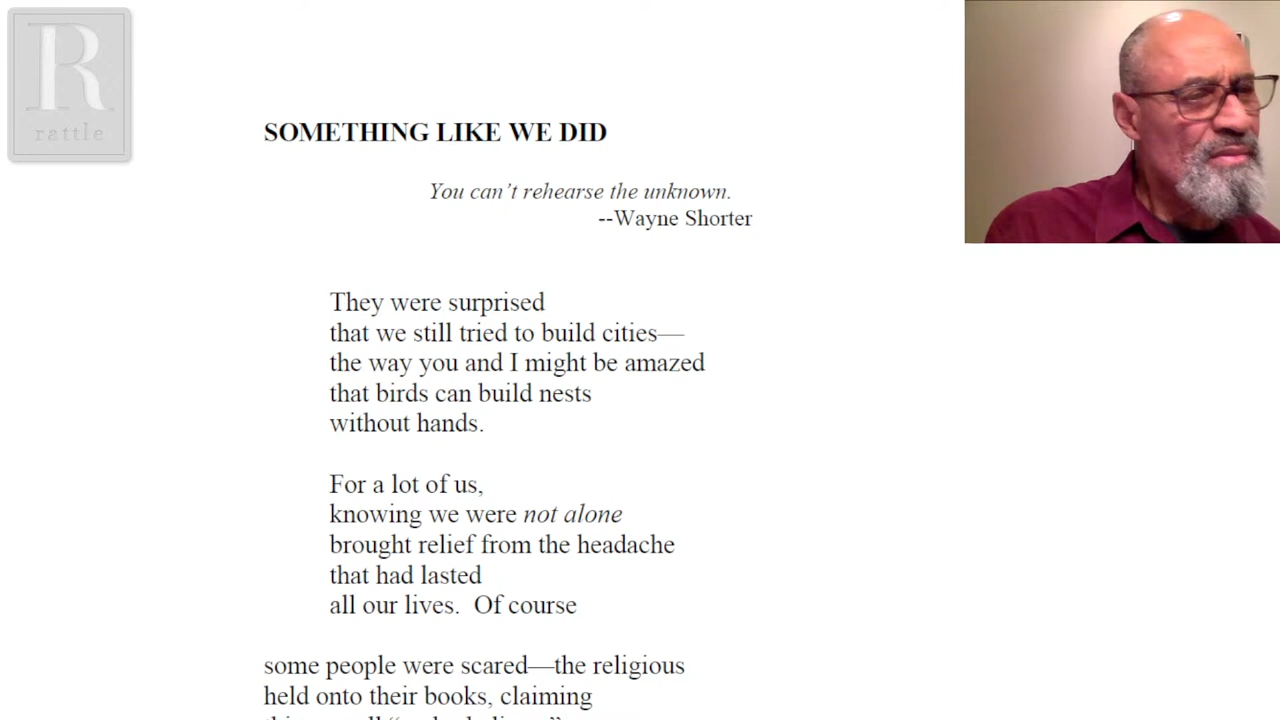 R
rattle
SOMETHING LIKE WE DID
You can't rehearse the unknown.
--Wayne Shorter
They were surprised
that we still tried to build cities—
the way you and I might be amazed
that birds can build nests
without hands.
For a lot of us,
knowing we were not alone
brought relief from the headache
that had lasted
all our lives.  Of course
some people were scared—the religious
held onto their books, claiming